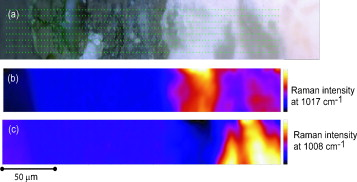 (a)
(b)
Raman intensity
at 1017 cm-1
(c)
Raman intensity
at 1008 cm-1
50 μm